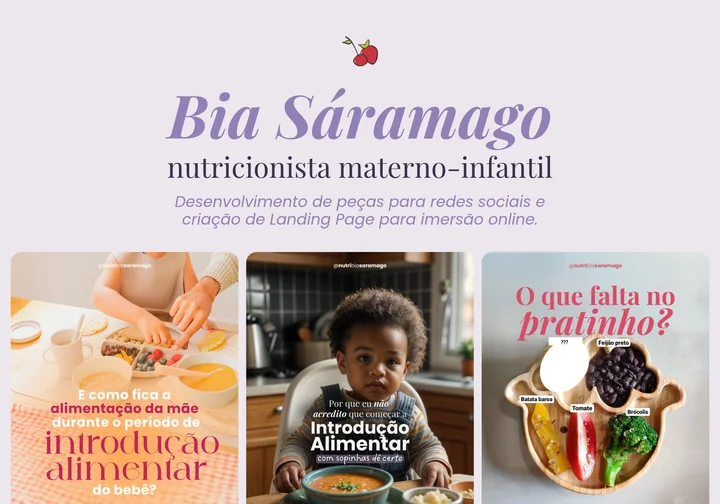 Bia Sáramago
nutricionista materno-infantil
Desenvolvimento de peças para redes sociais e
criação de Landing Page para imersão online.
@nutribiasaramago
E como fica a
alimentação da mãe
durante o período de
introdução
alimentar
do bebê?
@nutribiasaramago
Por que eu não
acredito que começar a
Introdução
Alimentar
com sopinhas dê certo
@nutribiasaramago
O que falta no
pratinho?
???
Feijão preto
Batata baroa
Tomate
Brócolis